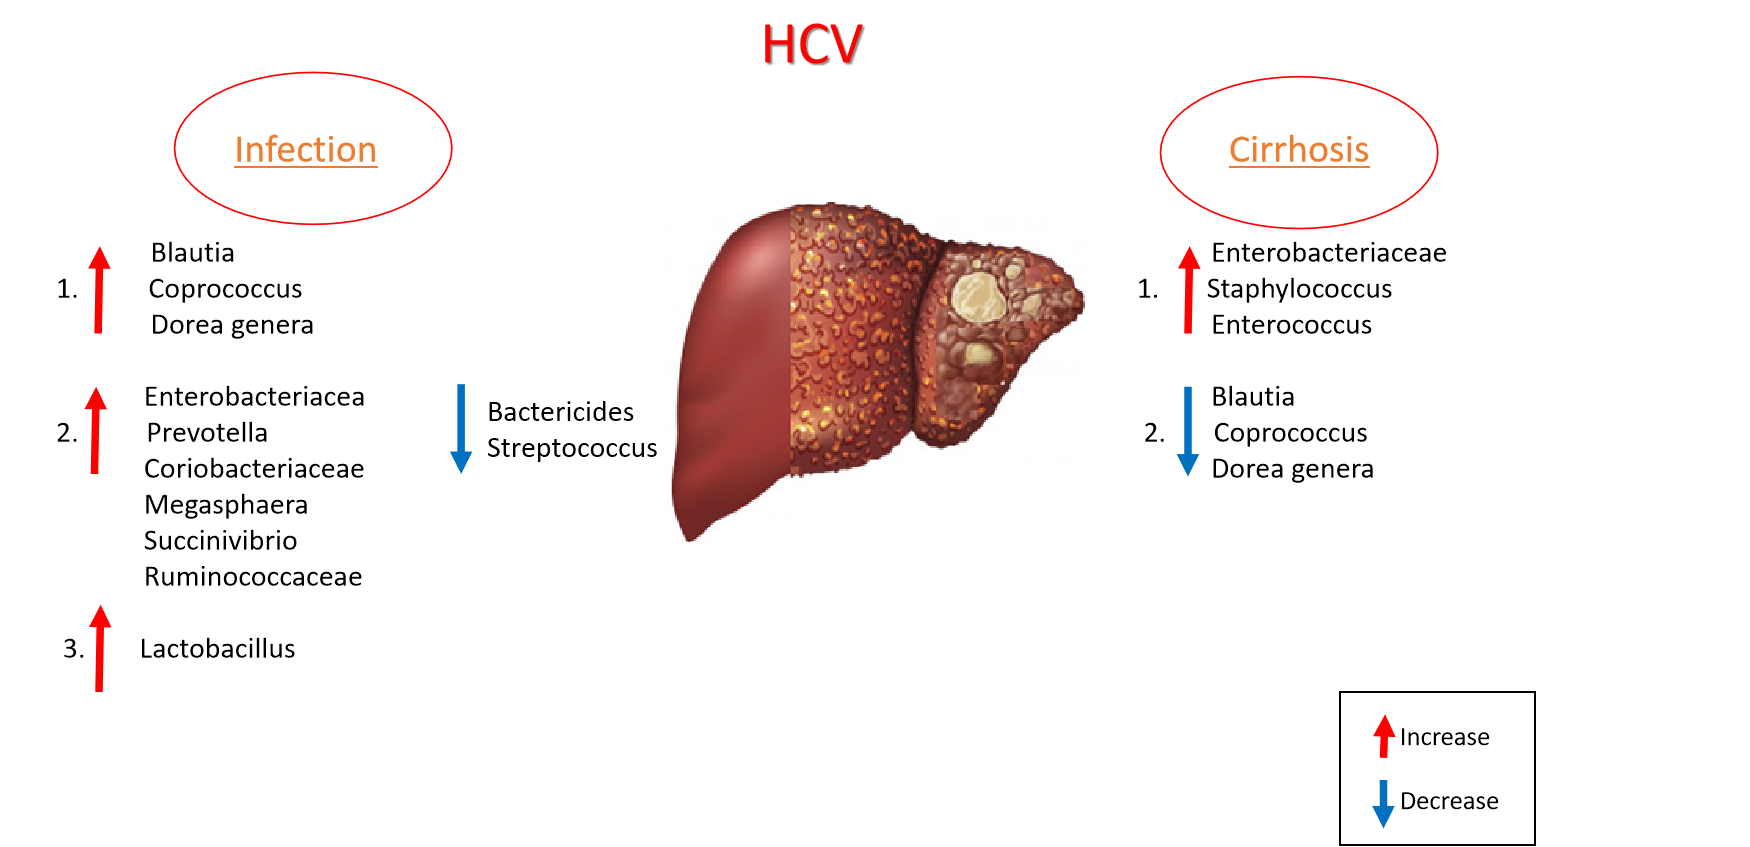 HCV
Infection
1.
Blautia
Coprococcus
Dorea genera
2.
Enterobacteriacea
Prevotella
Coriobacteriaceae
Megasphaera
Succinivibrio
Ruminococcaceae
Bactericides
Streptococcus
3.
Lactobacillus
Cirrhosis
1.
Enterobacteriaceae
Staphylococcus
Enterococcus
2.
Blautia
Coprococcus
Dorea genera
Increase
Decrease